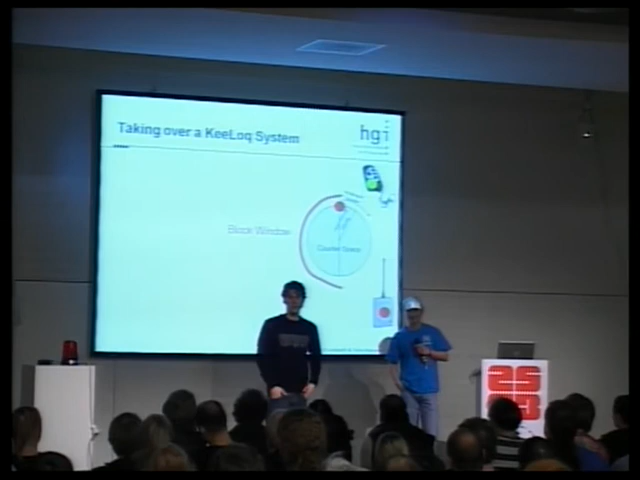 Taking over a KeeLoq System
hgi
Block Window
Counter Space
25
C3